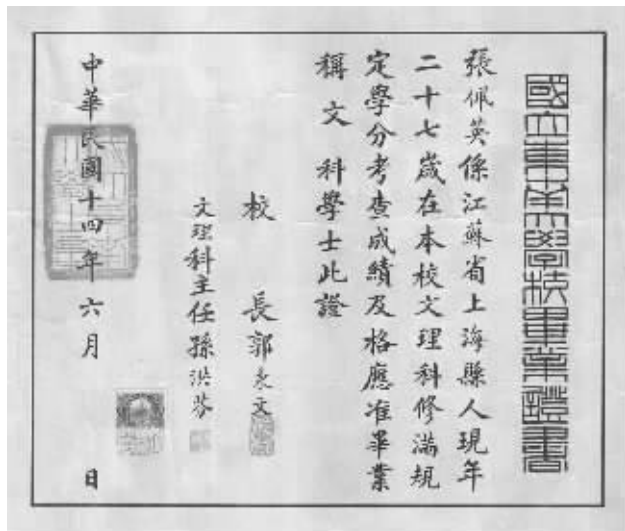 國立東南大學校畢業證書
張佩英係江蘇省上海縣人現年
二十七歲在本校文理科修滿規
定學分考查成績及格應准畢業
稱文科學士此證
校長郭永文
文理科主任孫洪芬
中華民國十四年六月 日